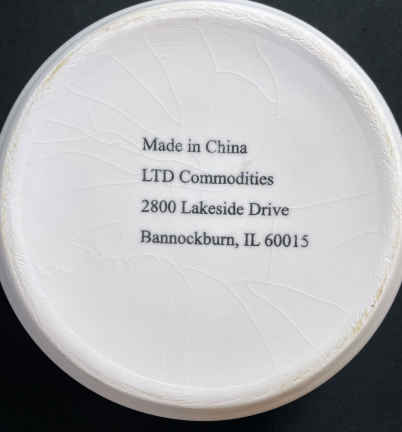 Made in China
LTD Commodities
2800 Lakeside Drive
Bannockburn, IL 60015